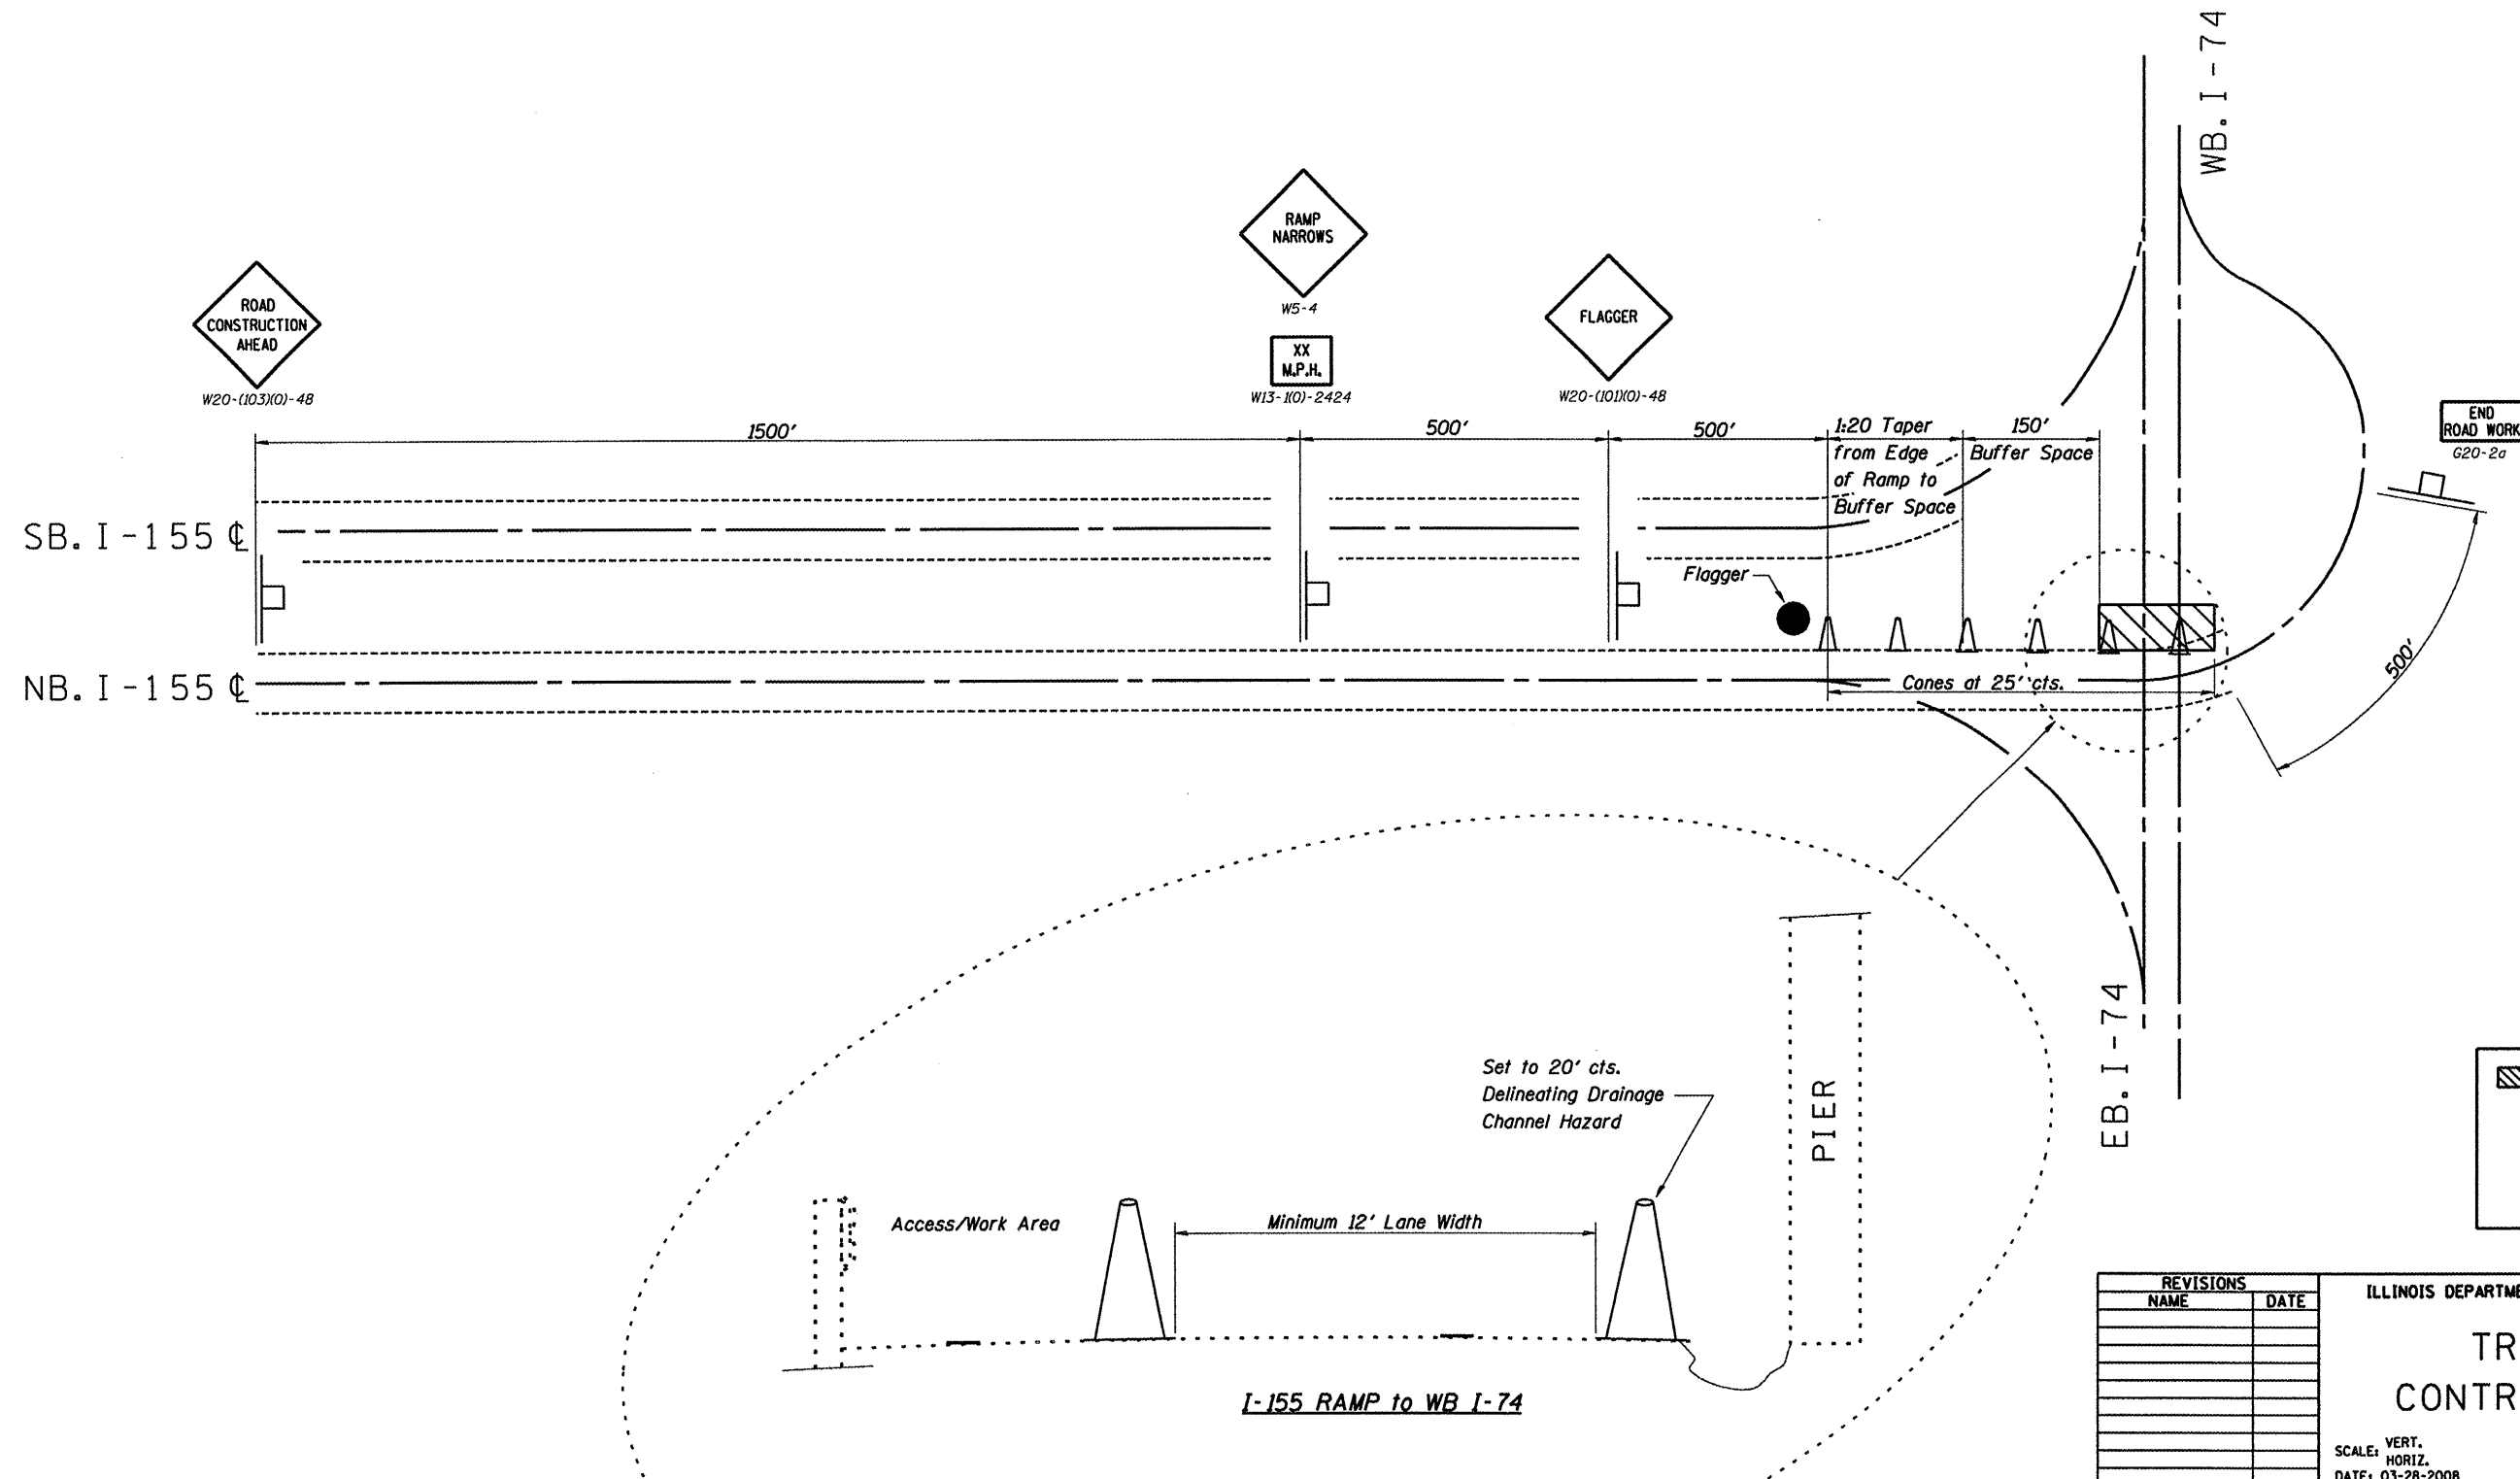 WB. I-74
RAMP
NARROWS
W5-4
XX
M.P.H.
W13-1(0)-2424
ROAD
CONSTRUCTION
AHEAD
W20-(103)(0)-48
FLAGGER
W20-(101)(0)-48
END
ROAD WORK
G20-2a
1500'
500'
500'
1:20 Taper
from Edge
of Ramp to
Buffer Space
150'
Buffer Space
SB. I-155 ℄
Flagger
NB. I-155 ℄
Cones at 25' cts.
500'
EB. I-74
Set to 20' cts.
Delineating Drainage
Channel Hazard
PIER
Access/Work Area
Minimum 12' Lane Width
I-155 RAMP to WB I-74
REVISIONS
NAME
DATE
ILLINOIS DEPARTME
TR
CONTR
SCALE: VERT.
HORIZ.
DATE: 03-28-2008